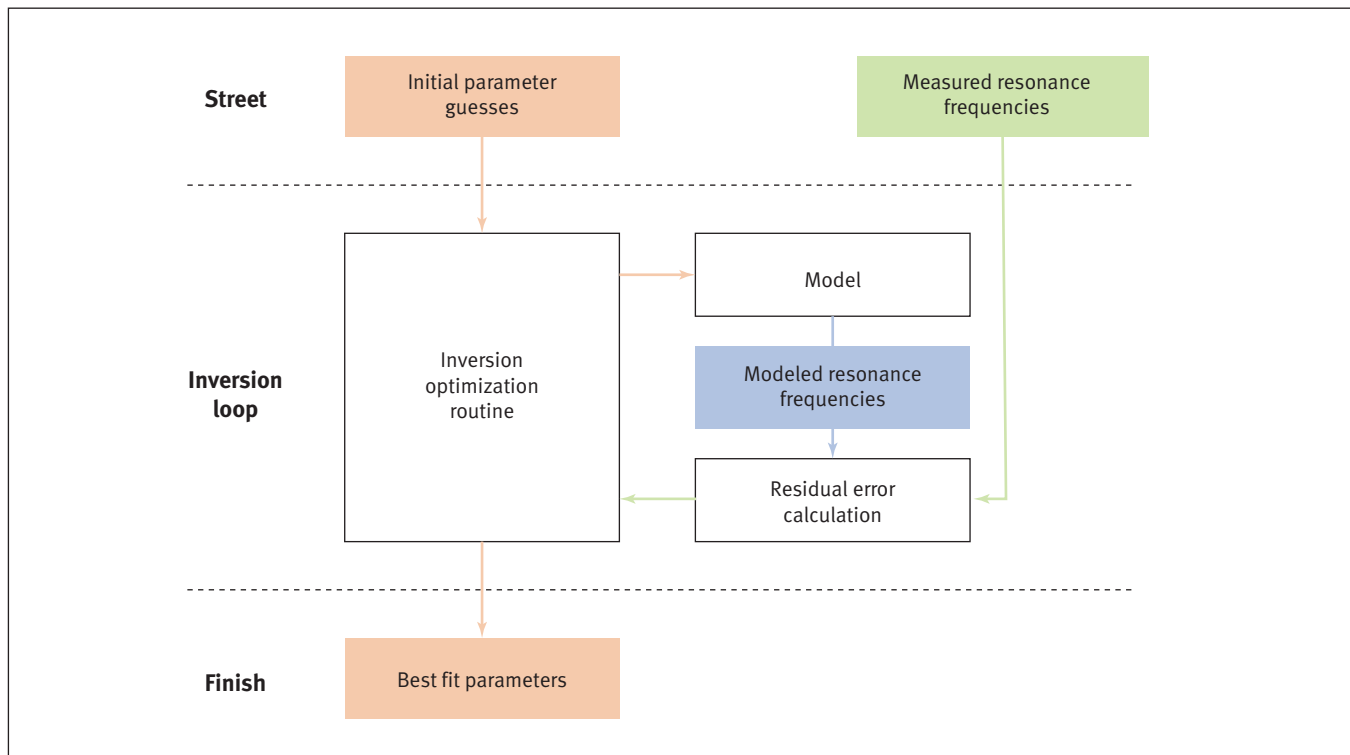 Street
Initial parameter
guesses
Measured resonance
frequencies
Inversion
loop
Inversion
optimization
routine
Model
Modeled resonance
frequencies
Residual error
calculation
Finish
Best fit parameters